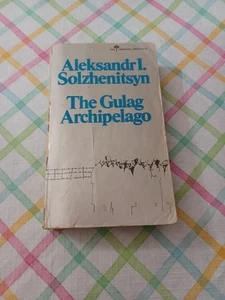 Aleksandr I.
Solzhenitsyn
The Gulag
Archipelago